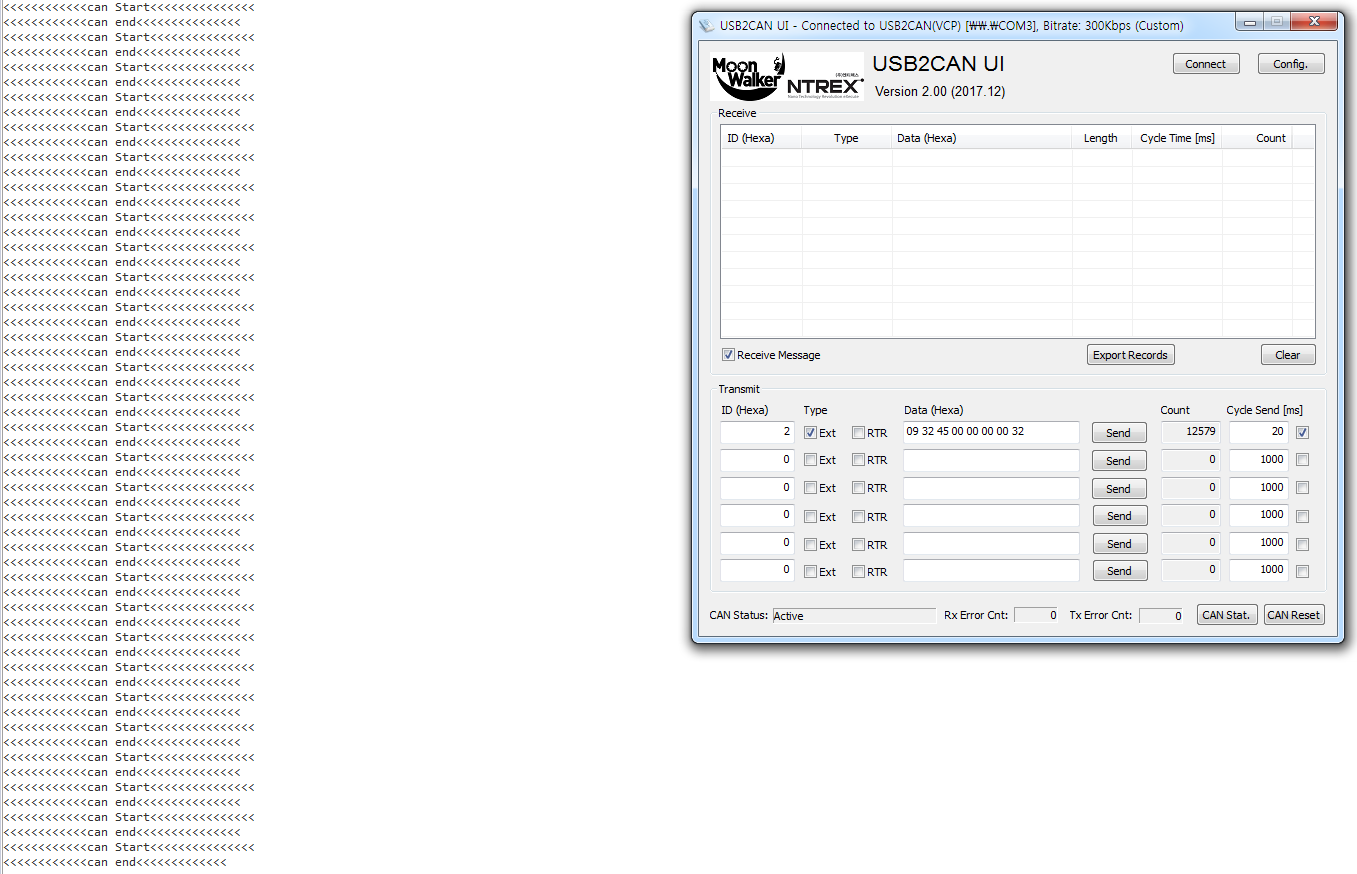 <<<<<<<<<<<<can Start<<<<<<<<<<<<<<<
<<<<<<<<<<<<can end<<<<<<<<<<<<<<<
<<<<<<<<<<<<can Start<<<<<<<<<<<<<<<
<<<<<<<<<<<<can end<<<<<<<<<<<<<<<
<<<<<<<<<<<<can Start<<<<<<<<<<<<<<<
<<<<<<<<<<<<can end<<<<<<<<<<<<<<<
<<<<<<<<<<<<can Start<<<<<<<<<<<<<<<
<<<<<<<<<<<<can end<<<<<<<<<<<<<<<
<<<<<<<<<<<<can Start<<<<<<<<<<<<<<<
<<<<<<<<<<<<can end<<<<<<<<<<<<<<<
<<<<<<<<<<<<can Start<<<<<<<<<<<<<<<
<<<<<<<<<<<<can end<<<<<<<<<<<<<<<
<<<<<<<<<<<<can Start<<<<<<<<<<<<<<<
<<<<<<<<<<<<can end<<<<<<<<<<<<<<<
<<<<<<<<<<<<can Start<<<<<<<<<<<<<<<
<<<<<<<<<<<<can end<<<<<<<<<<<<<<<
<<<<<<<<<<<<can Start<<<<<<<<<<<<<<<
<<<<<<<<<<<<can end<<<<<<<<<<<<<<<
<<<<<<<<<<<<can Start<<<<<<<<<<<<<<<
<<<<<<<<<<<<can end<<<<<<<<<<<<<<<
<<<<<<<<<<<<can Start<<<<<<<<<<<<<<<
<<<<<<<<<<<<can end<<<<<<<<<<<<<<<
<<<<<<<<<<<<can Start<<<<<<<<<<<<<<<
<<<<<<<<<<<<can end<<<<<<<<<<<<<<<
<<<<<<<<<<<<can Start<<<<<<<<<<<<<<<
<<<<<<<<<<<<can end<<<<<<<<<<<<<<<
<<<<<<<<<<<<can Start<<<<<<<<<<<<<<<
<<<<<<<<<<<<can end<<<<<<<<<<<<<<<
<<<<<<<<<<<<can Start<<<<<<<<<<<<<<<
<<<<<<<<<<<<can end<<<<<<<<<<<<<<<
<<<<<<<<<<<<can Start<<<<<<<<<<<<<<<
<<<<<<<<<<<<can end<<<<<<<<<<<<<<<
<<<<<<<<<<<<can Start<<<<<<<<<<<<<<<
<<<<<<<<<<<<can end<<<<<<<<<<<<<<<
<<<<<<<<<<<<can Start<<<<<<<<<<<<<<<
<<<<<<<<<<<<can end<<<<<<<<<<<<<<<
<<<<<<<<<<<<can Start<<<<<<<<<<<<<<<
<<<<<<<<<<<<can end<<<<<<<<<<<<<<<
<<<<<<<<<<<<can Start<<<<<<<<<<<<<<<
<<<<<<<<<<<<can end<<<<<<<<<<<<<<<
<<<<<<<<<<<<can Start<<<<<<<<<<<<<<<
<<<<<<<<<<<<can end<<<<<<<<<<<<<<<
<<<<<<<<<<<<can Start<<<<<<<<<<<<<<<
<<<<<<<<<<<<can end<<<<<<<<<<<<<<<
<<<<<<<<<<<<can Start<<<<<<<<<<<<<<<
<<<<<<<<<<<<can end<<<<<<<<<<<<<<<
<<<<<<<<<<<<can Start<<<<<<<<<<<<<<<
<<<<<<<<<<<<can end<<<<<<<<<<<<<<<
<<<<<<<<<<<<can Start<<<<<<<<<<<<<<<
<<<<<<<<<<<<can end<<<<<<<<<<<<<<<
<<<<<<<<<<<<can Start<<<<<<<<<<<<<<<
<<<<<<<<<<<<can end<<<<<<<<<<<<<<<
<<<<<<<<<<<<can Start<<<<<<<<<<<<<<<
<<<<<<<<<<<<can end<<<<<<<<<<<<<<<
<<<<<<<<<<<<can Start<<<<<<<<<<<<<<<
<<<<<<<<<<<<can end<<<<<<<<<<<<<<<
<<<<<<<<<<<<can Start<<<<<<<<<<<<<<<
<<<<<<<<<<<<can end<<<<<<<<<<<<<
USB2CAN UI - Connected to USB2CAN(VCP) [₩₩.₩COM3], Bitrate: 300Kbps (Custom)
Moon Walker NTREX USB2CAN UI Connect Config.
Version 2.00 (2017.12)
Receive
ID (Hexa) Type Data (Hexa) Length Cycle Time [ms] Count
Receive Message Export Records Clear
Transmit
ID (Hexa) Type Data (Hexa) Count Cycle Send [ms]
2 Ext RTR 09 32 45 00 00 00 00 32 Send 12579 20
0 Ext RTR Send 0 1000
0 Ext RTR Send 0 1000
0 Ext RTR Send 0 1000
0 Ext RTR Send 0 1000
0 Ext RTR Send 0 1000
CAN Status: Active Rx Error Cnt: 0 Tx Error Cnt: 0 CAN Stat. CAN Reset